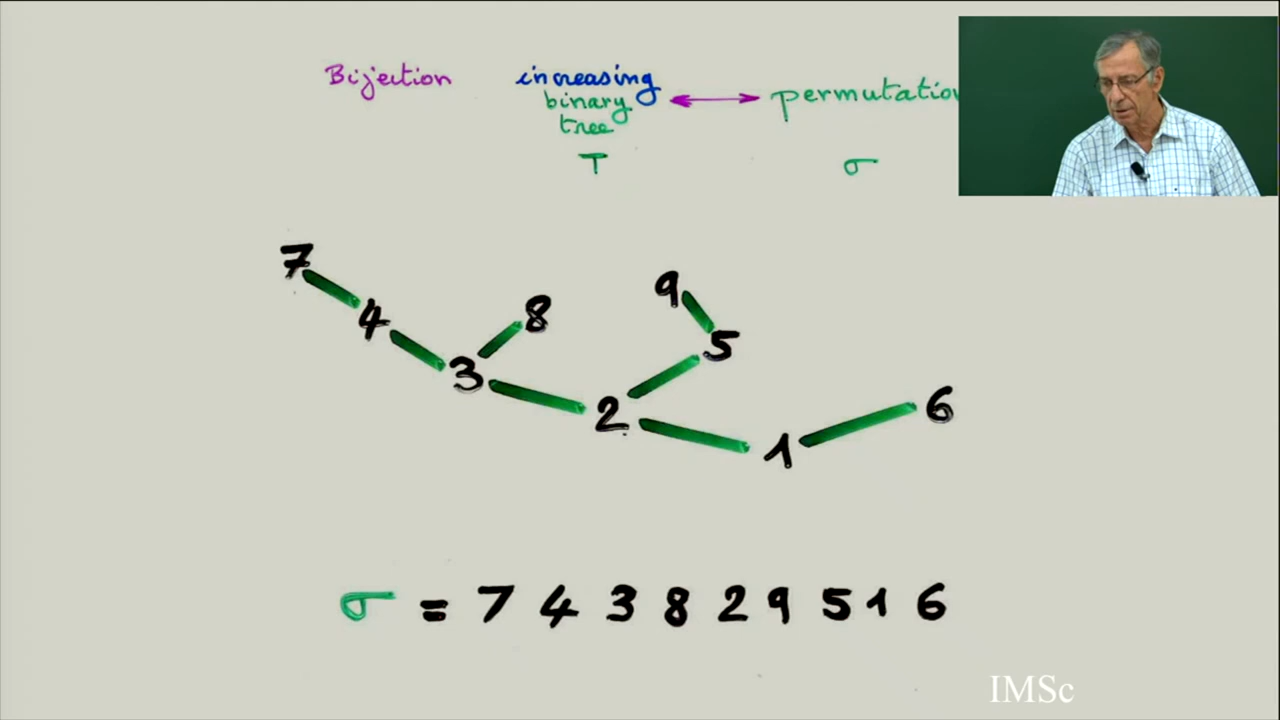 Bijection increasing ↔ permutatio
binary
tree
T σ
7
9
8
4
5
3
6
2
1
σ = 7 4 3 8 2 9 5 1 6
IMSc